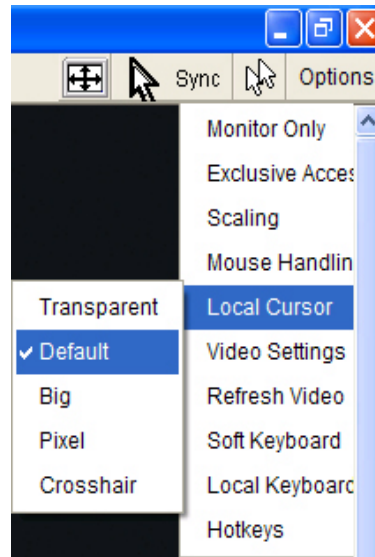 Sync Options
Monitor Only
Exclusive Acces
Scaling
Mouse Handlin
Local Cursor
Video Settings
Refresh Video
Soft Keyboard
Local Keyboarc
Hotkeys
Transparent
Default
Big
Pixel
Crosshair